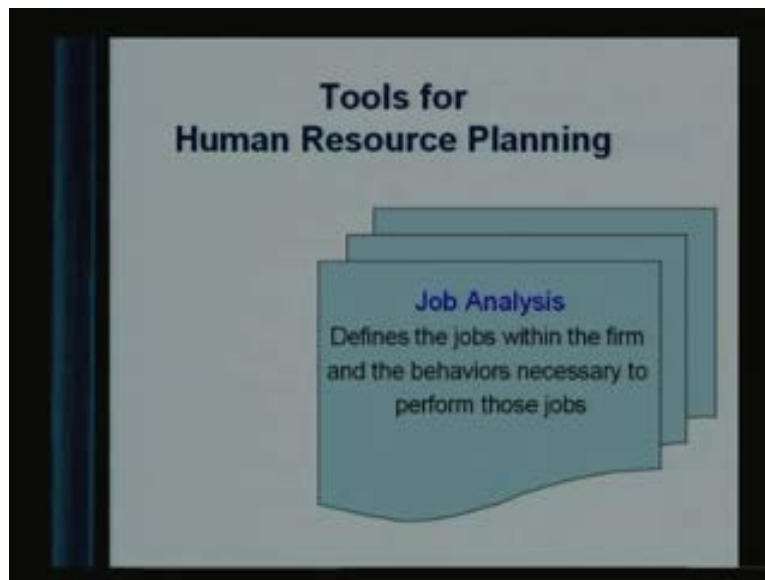 Tools for
Human Resource Planning
Job Analysis
Defines the jobs within the firm
and the behaviors necessary to
perform those jobs